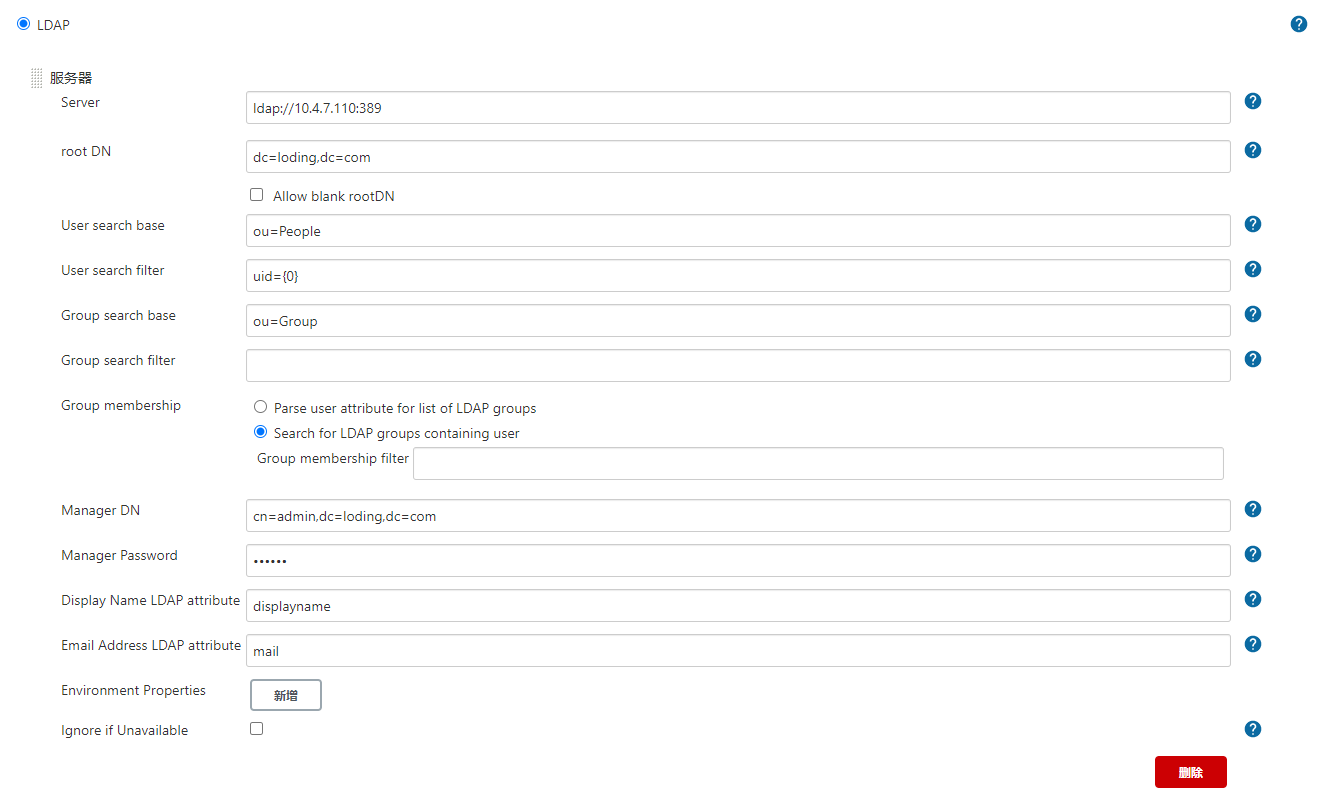 LDAP
服务器
Server
ldap://10.4.7.110:389
root DN
dc=loding,dc=com
Allow blank rootDN
User search base
ou=People
User search filter
uid={0}
Group search base
ou=Group
Group search filter
Group membership
Parse user attribute for list of LDAP groups
Search for LDAP groups containing user
Group membership filter
Manager DN
cn=admin,dc=loding,dc=com
Manager Password
••••••
Display Name LDAP attribute
displayname
Email Address LDAP attribute
mail
Environment Properties
新增
Ignore if Unavailable
删除